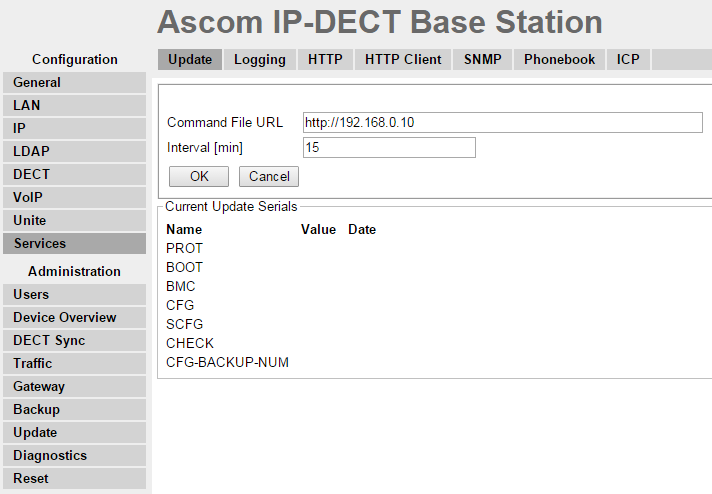 Ascom IP-DECT Base Station
Configuration
General
LAN
IP
LDAP
DECT
VoIP
Unite
Services
Administration
Users
Device Overview
DECT Sync
Traffic
Gateway
Backup
Update
Diagnostics
Reset
Update Logging HTTP HTTP Client SNMP Phonebook ICP
Command File URL http://192.168.0.10
Interval [min] 15
OK Cancel
Current Update Serials
Name Value Date
PROT
BOOT
BMC
CFG
SCFG
CHECK
CFG-BACKUP-NUM